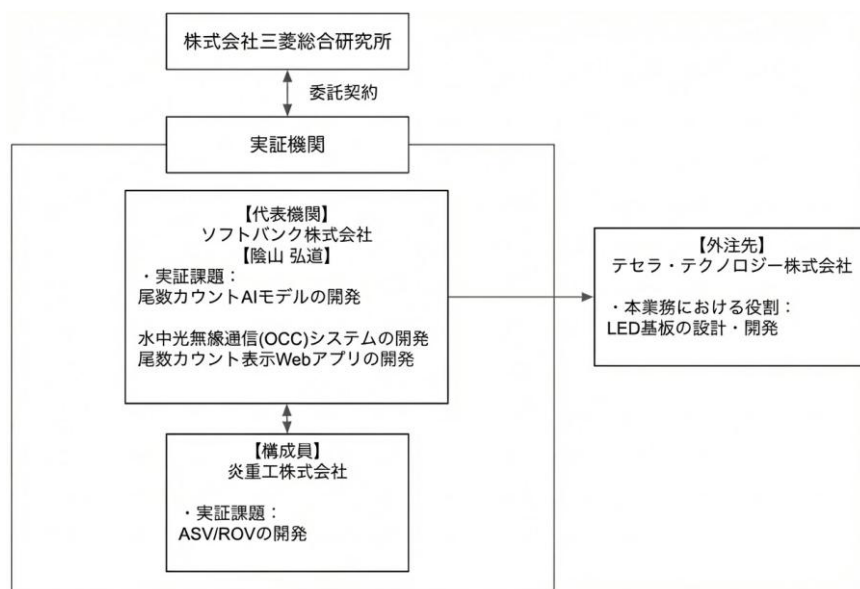 株式会社三菱総合研究所
委託契約
実証機関
【代表機関】
ソフトバンク株式会社
【陰山 弘道】
・実証課題：
尾数カウントAIモデルの開発
水中光無線通信(OCC)システムの開発
尾数カウント表示Webアプリの開発
【外注先】
テセラ・テクノロジー株式会社
・本業務における役割：
LED基板の設計・開発
【構成員】
炎重工株式会社
・実証課題：
ASV/ROVの開発